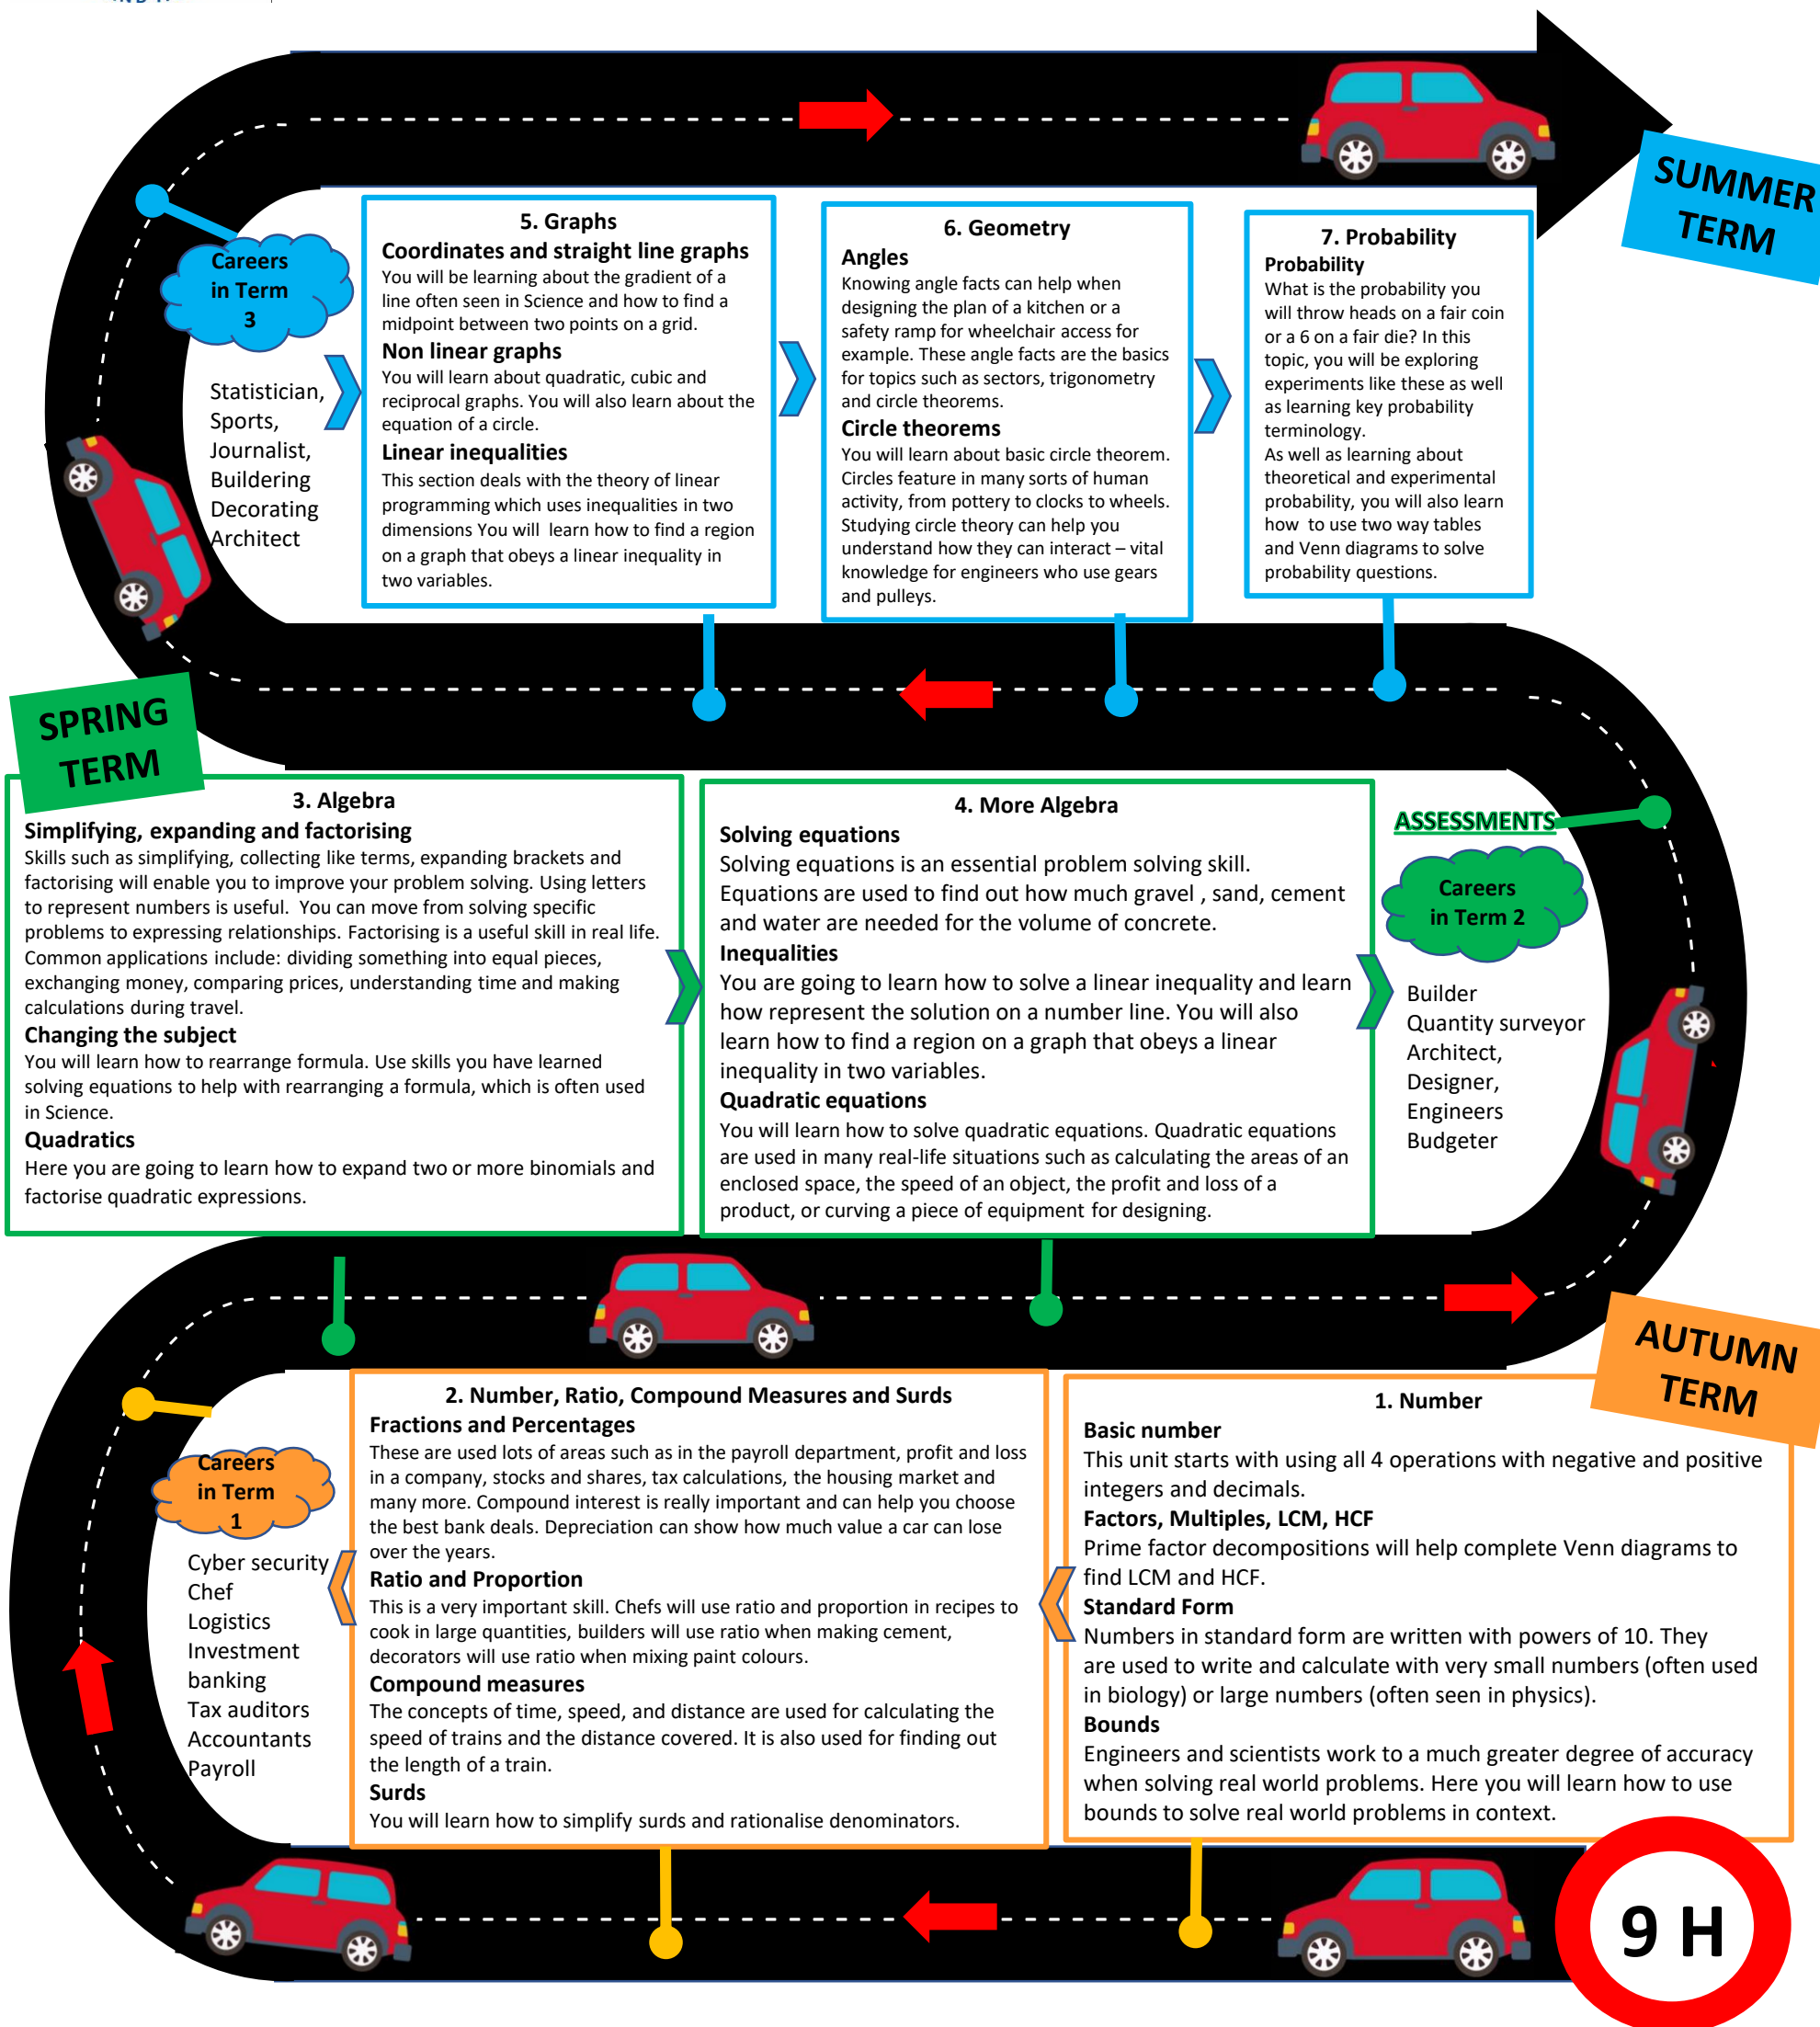 SUMMER
TERM
Careers
in Term
3
Statistician,
Sports,
Journalist,
Buildering
Decorating
Architect
5. Graphs
Coordinates and straight line graphs
You will be learning about the gradient of a
line often seen in Science and how to find a
midpoint between two points on a grid.
Non linear graphs
You will learn about quadratic, cubic and
reciprocal graphs. You will also learn about the
equation of a circle.
Linear inequalities
This section deals with the theory of linear
programming which uses inequalities in two
dimensions You will learn how to find a region
on a graph that obeys a linear inequality in
two variables.
6. Geometry
Angles
Knowing angle facts can help when
designing the plan of a kitchen or a
safety ramp for wheelchair access for
example. These angle facts are the basics
for topics such as sectors, trigonometry
and circle theorems.
Circle theorems
You will learn about basic circle theorem.
Circles feature in many sorts of human
activity, from pottery to clocks to wheels.
Studying circle theory can help you
understand how they can interact – vital
knowledge for engineers who use gears
and pulleys.
7. Probability
Probability
What is the probability you
will throw heads on a fair coin
or a 6 on a fair die? In this
topic, you will be exploring
experiments like these as well
as learning key probability
terminology.
As well as learning about
theoretical and experimental
probability, you will also learn
how to use two way tables
and Venn diagrams to solve
probability questions.
SPRING
TERM
3. Algebra
Simplifying, expanding and factorising
Skills such as simplifying, collecting like terms, expanding brackets and
factorising will enable you to improve your problem solving. Using letters
to represent numbers is useful. You can move from solving specific
problems to expressing relationships. Factorising is a useful skill in real life.
Common applications include: dividing something into equal pieces,
exchanging money, comparing prices, understanding time and making
calculations during travel.
Changing the subject
You will learn how to rearrange formula. Use skills you have learned
solving equations to help with rearranging a formula, which is often used
in Science.
Quadratics
Here you are going to learn how to expand two or more binomials and
factorise quadratic expressions.
4. More Algebra
Solving equations
Solving equations is an essential problem solving skill.
Equations are used to find out how much gravel , sand, cement
and water are needed for the volume of concrete.
Inequalities
You are going to learn how to solve a linear inequality and learn
how represent the solution on a number line. You will also
learn how to find a region on a graph that obeys a linear
inequality in two variables.
Quadratic equations
You will learn how to solve quadratic equations. Quadratic equations
are used in many real-life situations such as calculating the areas of an
enclosed space, the speed of an object, the profit and loss of a
product, or curving a piece of equipment for designing.
ASSESSMENTS
Careers
in Term 2
Builder
Quantity surveyor
Architect,
Designer,
Engineers
Budgeter
AUTUMN
TERM
Careers
in Term
1
Cyber security
Chef
Logistics
Investment
banking
Tax auditors
Accountants
Payroll
2. Number, Ratio, Compound Measures and Surds
Fractions and Percentages
These are used lots of areas such as in the payroll department, profit and loss
in a company, stocks and shares, tax calculations, the housing market and
many more. Compound interest is really important and can help you choose
the best bank deals. Depreciation can show how much value a car can lose
over the years.
Ratio and Proportion
This is a very important skill. Chefs will use ratio and proportion in recipes to
cook in large quantities, builders will use ratio when making cement,
decorators will use ratio when mixing paint colours.
Compound measures
The concepts of time, speed, and distance are used for calculating the
speed of trains and the distance covered. It is also used for finding out
the length of a train.
Surds
You will learn how to simplify surds and rationalise denominators.
1. Number
Basic number
This unit starts with using all 4 operations with negative and positive
integers and decimals.
Factors, Multiples, LCM, HCF
Prime factor decompositions will help complete Venn diagrams to
find LCM and HCF.
Standard Form
Numbers in standard form are written with powers of 10. They
are used to write and calculate with very small numbers (often used
in biology) or large numbers (often seen in physics).
Bounds
Engineers and scientists work to a much greater degree of accuracy
when solving real world problems. Here you will learn how to use
bounds to solve real world problems in context.
9 H